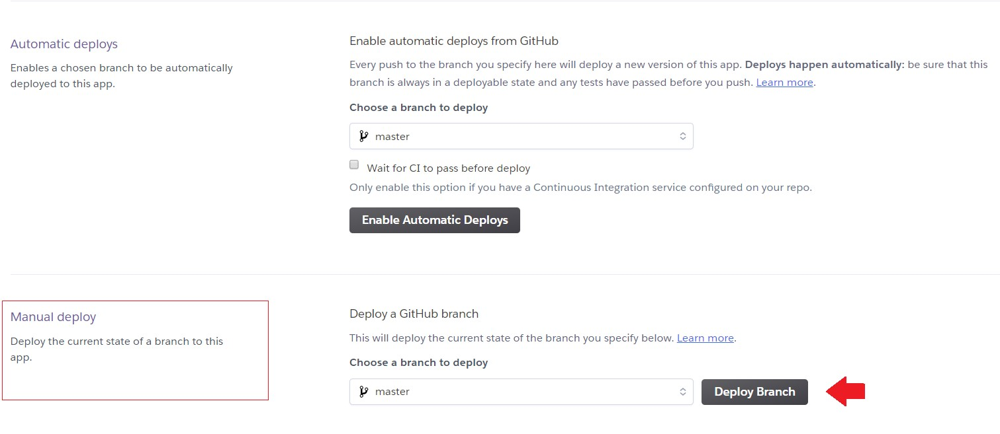 Automatic deploys
Enables a chosen branch to be automatically
deployed to this app.
Enable automatic deploys from GitHub
Every push to the branch you specify here will deploy a new version of this app. Deploys happen automatically: be sure that this
branch is always in a deployable state and any tests have passed before you push. Learn more.
Choose a branch to deploy
master
Wait for CI to pass before deploy
Only enable this option if you have a Continuous Integration service configured on your repo.
Enable Automatic Deploys
Manual deploy
Deploy the current state of a branch to this
app.
Deploy a GitHub branch
This will deploy the current state of the branch you specify below. Learn more.
Choose a branch to deploy
master
Deploy Branch